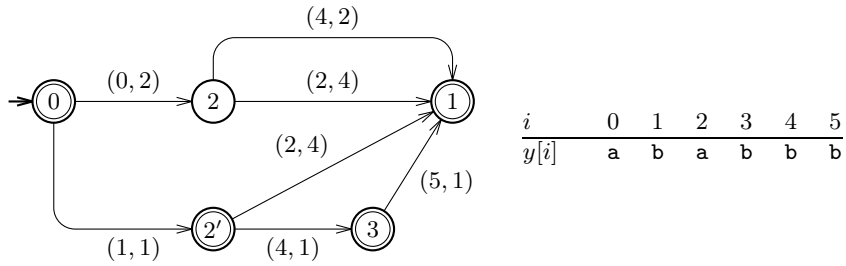 (4, 2)
0 (0, 2) 2 (2, 4) 1
i 0 1 2 3 4 5
y[i] a b a b b b
(2, 4)
(5, 1)
2′ 3
(1, 1) (4, 1)